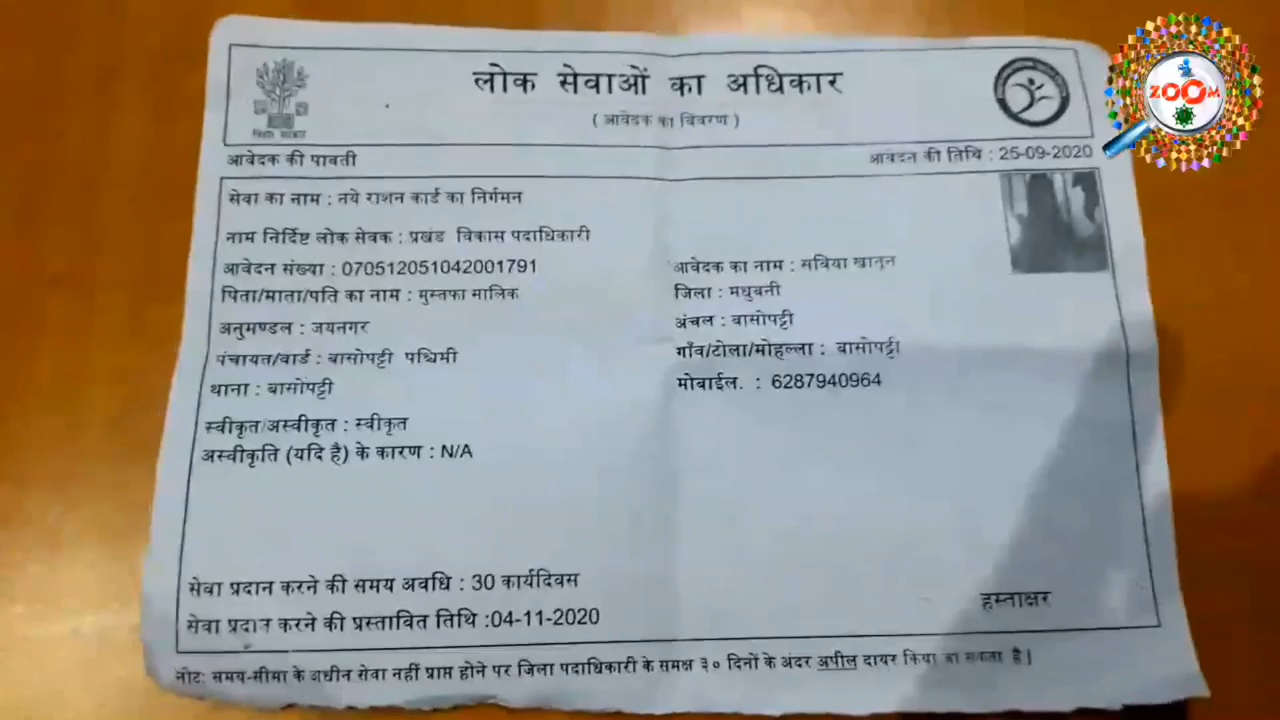 लोक सेवाओं का अधिकार
( आवेदक का विवरण )
बिहार सरकार
ZOOM
आवेदक की पावती
आवेदन की तिथि : 25-09-2020
सेवा का नाम : नये राशन कार्ड का निर्गमन
नाम निर्दिष्ट लोक सेवक : प्रखंड विकास पदाधिकारी
आवेदन संख्या : 070512051042001791
आवेदक का नाम : सविया खातुन
पिता/माता/पति का नाम : मुस्तफा मालिक
जिला : मधुबनी
अनुमण्डल : जयनगर
अंचल : बासोपट्टी
पंचायत/वार्ड : बासोपट्टी पश्चिमी
गाँव/टोला/मोहल्ला : बासोपट्टी
थाना : बासोपट्टी
मोबाईल. : 6287940964
स्वीकृत/अस्वीकृत : स्वीकृत
अस्वीकृति (यदि है) के कारण : N/A
सेवा प्रदान करने की समय अवधि : 30 कार्यदिवस
सेवा प्रदान करने की प्रस्तावित तिथि :04-11-2020
हस्ताक्षर
नोट: समय-सीमा के अधीन सेवा नहीं प्राप्त होने पर जिला पदाधिकारी के समक्ष ३० दिनों के अंदर अपील दायर किया जा सकता है|